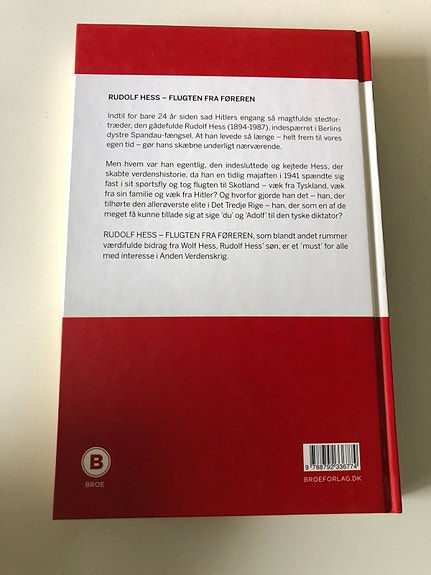 RUDOLF HESS – FLUGTEN FRA FØREREN
Indtil for bare 24 år siden sad Hitlers engang så magtfulde stedfor-
træder, den gådefulde Rudolf Hess (1894-1987), indespærret i Berlins
dystre Spandau-fængsel. At han levede så længe – helt frem til vores
egen tid – gør hans skæbne underligt nærværende.
Men hvem var han egentlig, den indesluttede og kejtede Hess, der
skabte verdenshistorie, da han en tidlig majaften i 1941 spændte sig
fast i sit sportsfly og tog flugten til Skotland – væk fra Tyskland, væk
fra sin familie og væk fra Hitler? Og hvorfor gjorde han det – han, der
tilhørte den allerøverste elite i Det Tredje Rige – han, der som en af de
meget få kunne tillade sig at sige 'du' og 'Adolf' til den tyske diktator?
RUDOLF HESS – FLUGTEN FRA FØREREN, som blandt andet rummer
værdifulde bidrag fra Wolf Hess, Rudolf Hess' søn, er et 'must' for alle
med interesse i Anden Verdenskrig.
B
BROE
9 788792 336774
BROEFORLAG.DK